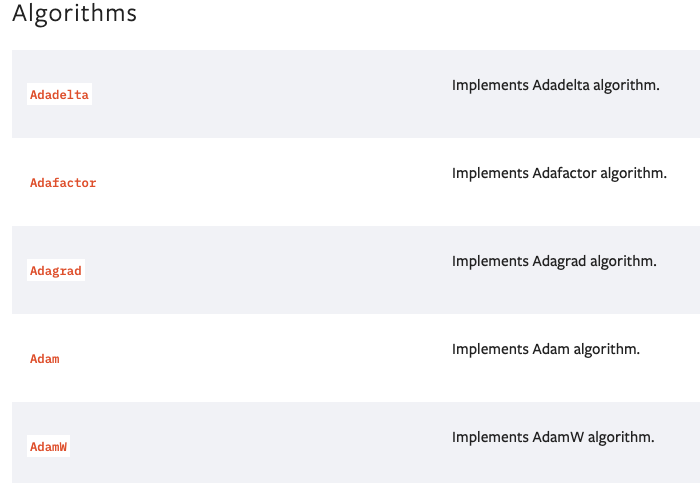 Algorithms
Adadelta
Implements Adadelta algorithm.
Adafactor
Implements Adafactor algorithm.
Adagrad
Implements Adagrad algorithm.
Adam
Implements Adam algorithm.
AdamW
Implements AdamW algorithm.